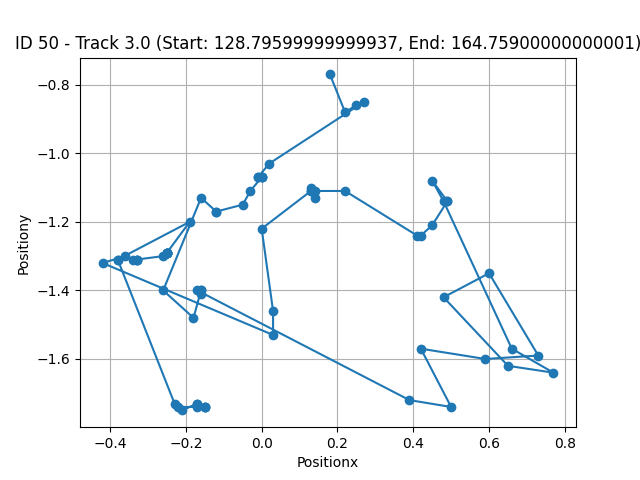 ID 50 - Track 3.0 (Start: 128.79599999999937, End: 164.75900000000001)
Positiony
−0.8
−1.0
−1.2
−1.4
−1.6
−0.4 −0.2 0.0 0.2 0.4 0.6 0.8
Positionx